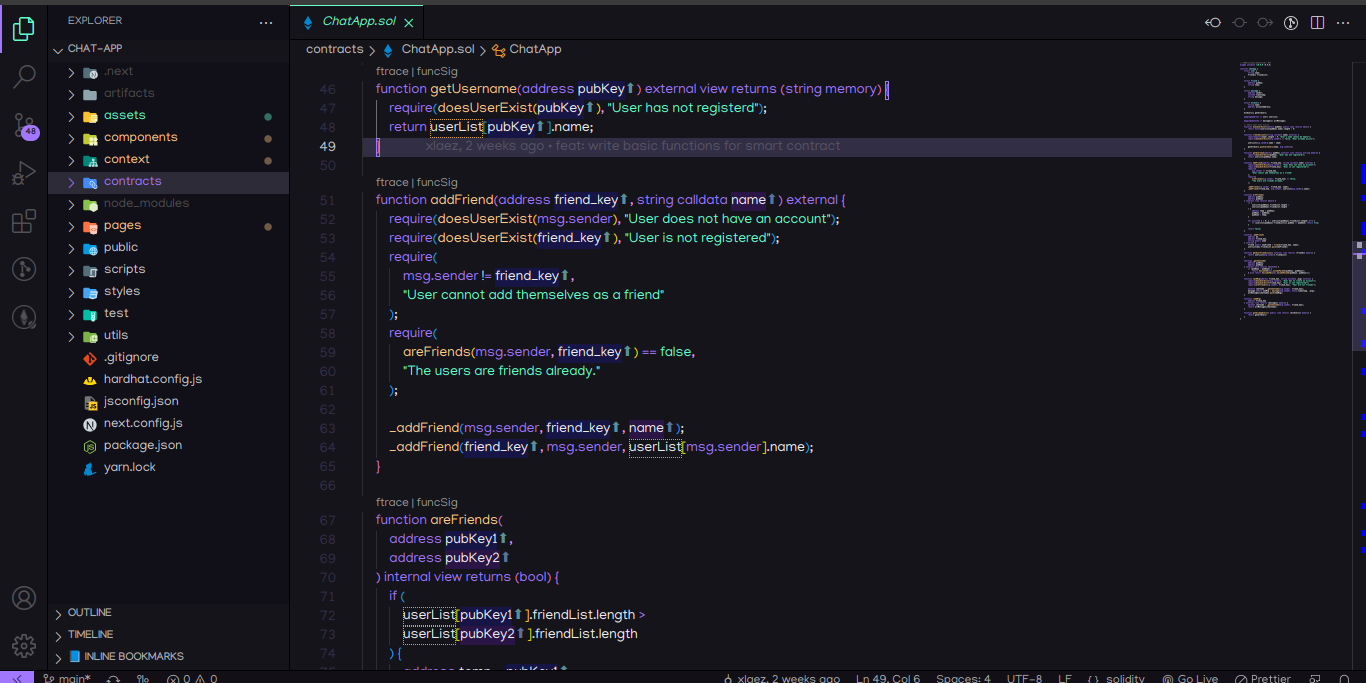 EXPLORER
CHAT-APP
.next
artifacts
assets
components
context
contracts
node_modules
pages
public
scripts
styles
test
utils
.gitignore
hardhat.config.js
jsconfig.json
next.config.js
package.json
yarn.lock
OUTLINE
TIMELINE
INLINE BOOKMARKS
48
ChatApp.sol
contracts > ChatApp.sol > ChatApp
ftrace | funcSig
46 function getUsername(address pubKey⬆) external view returns (string memory) {
47 require(doesUserExist(pubKey⬆), "User has not registerd");
48 return userList[pubKey⬆].name;
49 } xlaez, 2 weeks ago • feat: write basic functions for smart contract
50
ftrace | funcSig
51 function addFriend(address friend_key⬆, string calldata name⬆) external {
52 require(doesUserExist(msg.sender), "User does not have an account");
53 require(doesUserExist(friend_key⬆), "User is not registered");
54 require(
55 msg.sender != friend_key⬆,
56 "User cannot add themselves as a friend"
57 );
58 require(
59 areFriends(msg.sender, friend_key⬆) == false,
60 "The users are friends already."
61 );
62
63 _addFriend(msg.sender, friend_key⬆, name⬆);
64 _addFriend(friend_key⬆, msg.sender, userList[msg.sender].name);
65 }
66
ftrace | funcSig
67 function areFriends(
68 address pubKey1⬆,
69 address pubKey2⬆
70 ) internal view returns (bool) {
71 if (
72 userList[pubKey1⬆].friendList.length >
73 userList[pubKey2⬆].friendList.length
74 ) {
75 address temp = pubKey1⬆
main* 0 0 xlaez, 2 weeks ago Ln 49, Col 6 Spaces: 4 UTF-8 LF {} solidity Go Live Prettier